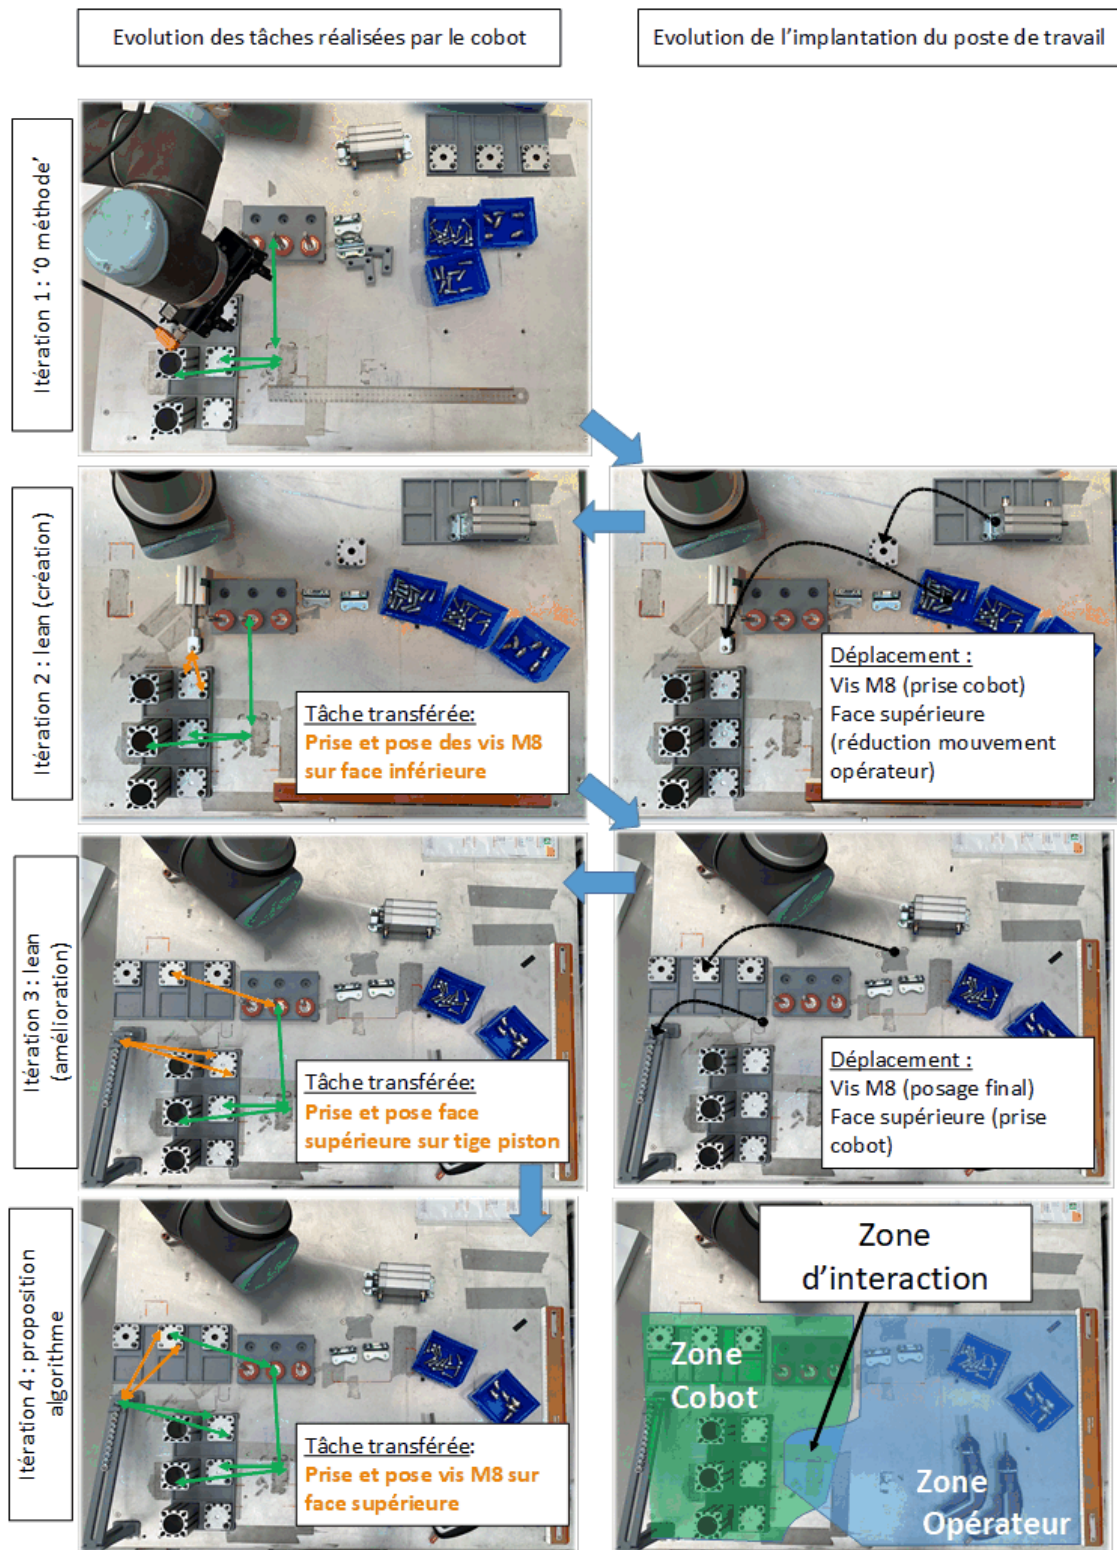 Evolution des tâches réalisées par le cobot
Evolution de l'implantation du poste de travail
Itération 1 : '0 méthode'
Itération 2 : lean (création)
Tâche transférée:
Prise et pose des vis M8
sur face inférieure
Déplacement :
Vis M8 (prise cobot)
Face supérieure
(réduction mouvement
opérateur)
Itération 3 : lean
(amélioration)
Tâche transférée:
Prise et pose face
supérieure sur tige piston
Déplacement :
Vis M8 (posage final)
Face supérieure (prise
cobot)
Itération 4 : proposition
algorithme
Tâche transférée:
Prise et pose vis M8 sur
face supérieure
Zone
d'interaction
Zone
Cobot
Zone
Opérateur